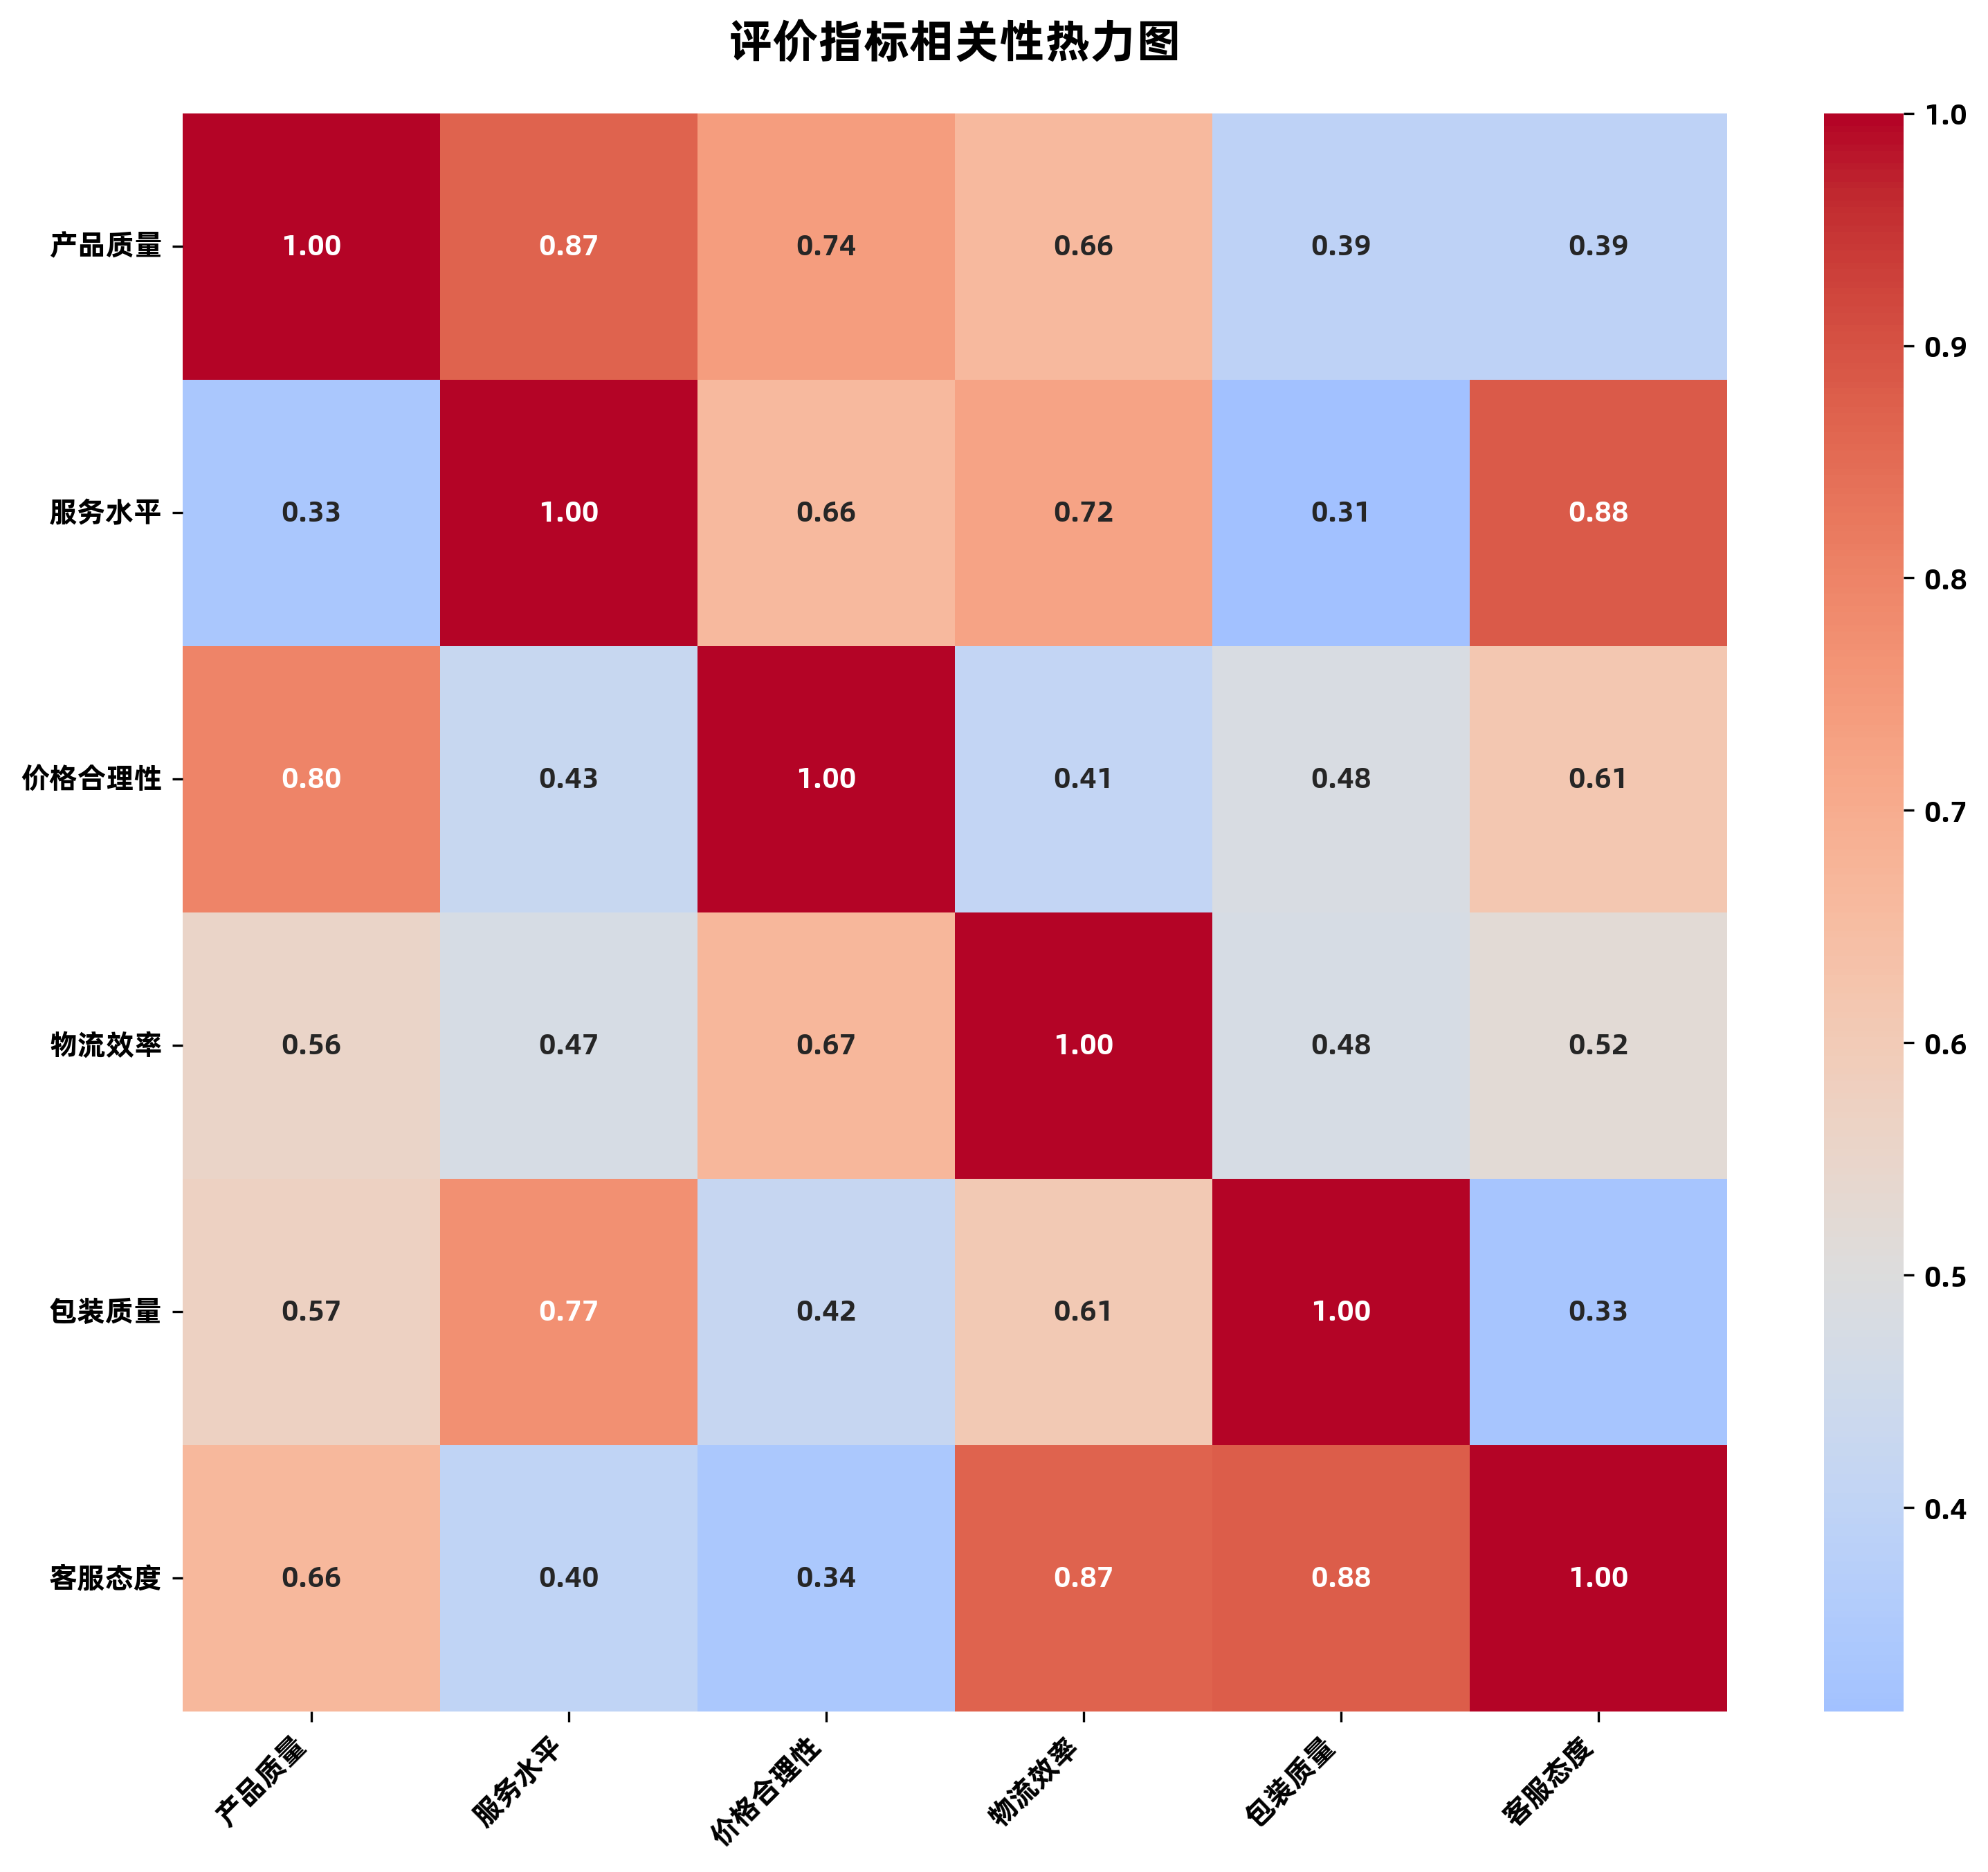 评价指标相关性热力图
产品质量 1.00 0.87 0.74 0.66 0.39 0.39
服务水平 0.33 1.00 0.66 0.72 0.31 0.88
价格合理性 0.80 0.43 1.00 0.41 0.48 0.61
物流效率 0.56 0.47 0.67 1.00 0.48 0.52
包装质量 0.57 0.77 0.42 0.61 1.00 0.33
客服态度 0.66 0.40 0.34 0.87 0.88 1.00
产品质量 服务水平 价格合理性 物流效率 包装质量 客服态度
1.0
0.9
0.8
0.7
0.6
0.5
0.4